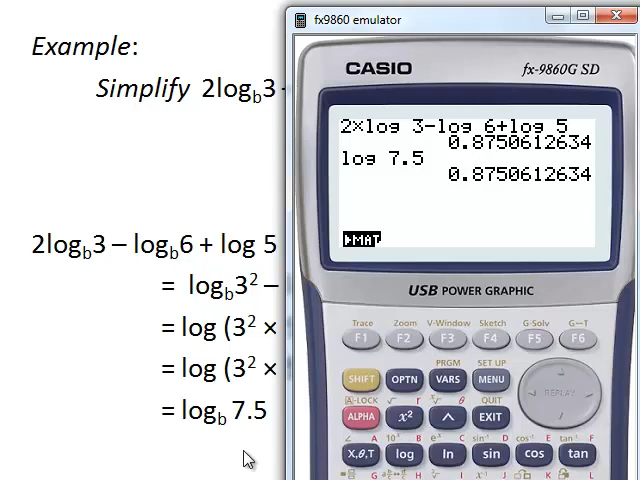 Example:
Simplify 2log_b3 -
2log_b3 – log_b6 + log 5
= log_b3² –
= log (3² ×
= log (3² ×
= log_b 7.5
fx9860 emulator
CASIO
fx-9860G SD
2×log 3-log 6+log 5
0.8750612634
log 7.5
0.8750612634
▶MAT
USB POWER GRAPHIC
Trace Zoom V-Window Sketch G-Solv G↔T
F1 F2 F3 F4 F5 F6
PRGM SET UP
SHIFT OPTN VARS MENU
REPLAY
A-LOCK √ r ˣ√ θ QUIT
ALPHA x² ^ EXIT
∠ A 10ˣ B eˣ C sin⁻¹ D cos⁻¹ E tan⁻¹ F
X,θ,T log ln sin cos tan